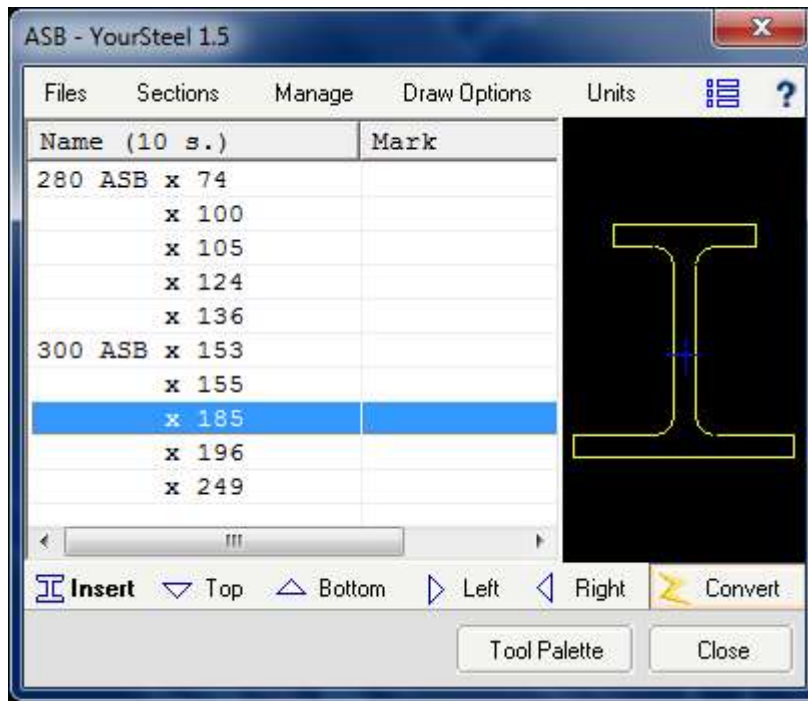 ASB - YourSteel 1.5
Files Sections Manage Draw Options Units ?
Name (10 s.) Mark
280 ASB x 74
x 100
x 105
x 124
x 136
300 ASB x 153
x 155
x 185
x 196
x 249
Insert Top Bottom Left Right Convert
Tool Palette Close